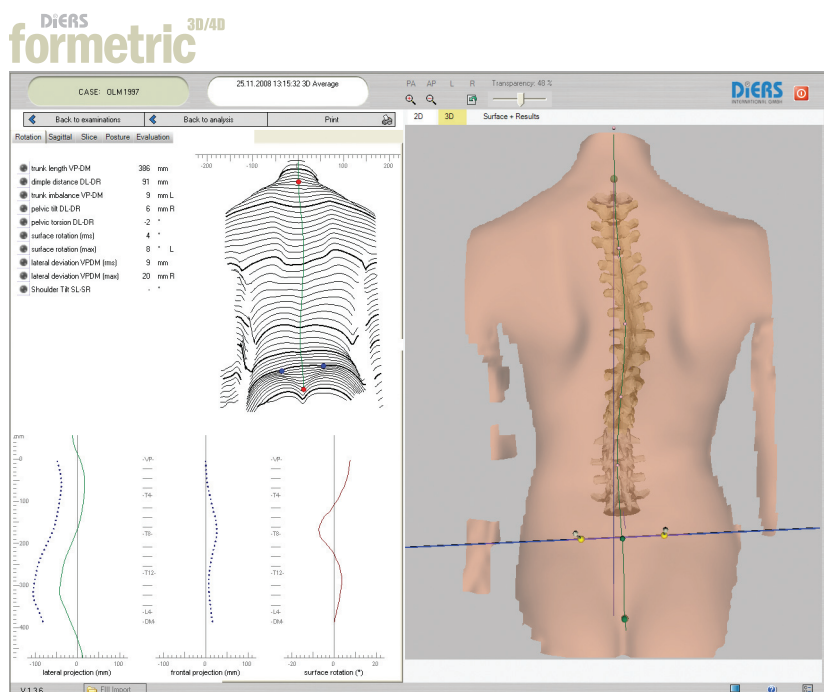 DiERS
formetric 3D/4D
CASE: OLM1997
25.11.2008 13:15:32 3D Average
PA AP L R Transparency: 48 %
DiERS
INTERNATIONAL GMBH
Back to examinations Back to analysis Print
2D 3D Surface + Results
Rotation Sagittal Slice Posture Evaluation
-200 -100 0 100 200
trunk length VP-DM 386 mm
dimple distance DL-DR 91 mm
trunk imbalance VP-DM 9 mm L
pelvic tilt DL-DR 6 mm R
pelvic torsion DL-DR -2 °
surface rotation (rms) 4 °
surface rotation (max) 8 ° L
lateral deviation VPDM (rms) 9 mm
lateral deviation VPDM (max) 20 mm R
Shoulder Tilt SL-SR - °
mm
-0 -VP- -VP-
-T4- -T4-
-100
-T8- -T8-
-200
-T12- -T12-
-300
-L4- -L4-
-DM- -DM-
-400
-100 0 100 -100 0 100 -20 0 20
lateral projection (mm) frontal projection (mm) surface rotation (°)
V 1.3.6 Fill Import